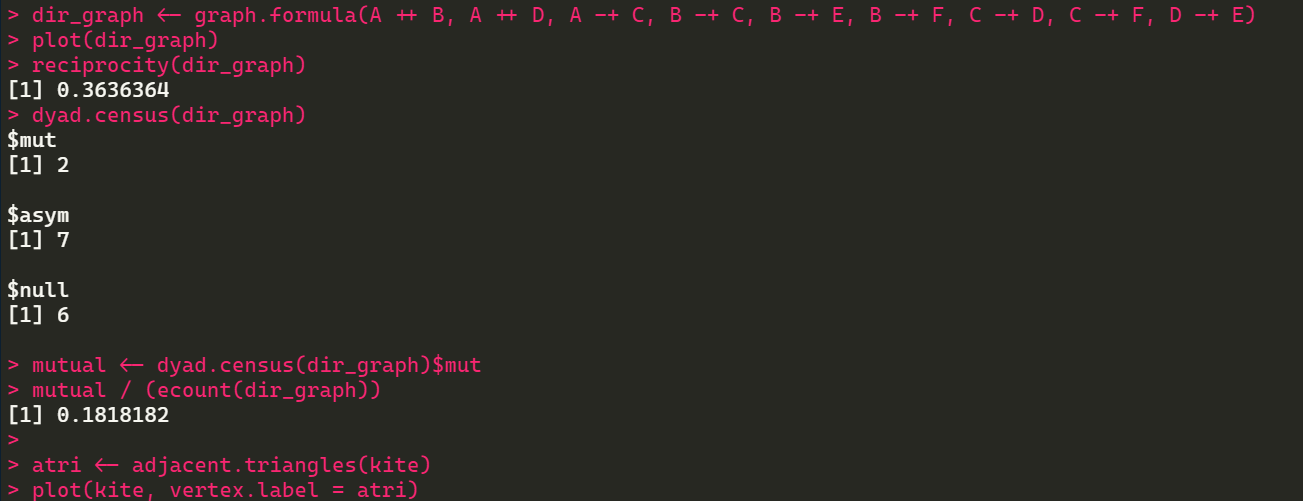 > dir_graph <- graph.formula(A ++ B, A ++ D, A -+ C, B -+ C, B -+ E, B -+ F, C -+ D, C -+ F, D -+ E)
> plot(dir_graph)
> reciprocity(dir_graph)
[1] 0.3636364
> dyad.census(dir_graph)
$mut
[1] 2
$asym
[1] 7
$null
[1] 6
> mutual <- dyad.census(dir_graph)$mut
> mutual / (ecount(dir_graph))
[1] 0.1818182
>
> atri <- adjacent.triangles(kite)
> plot(kite, vertex.label = atri)